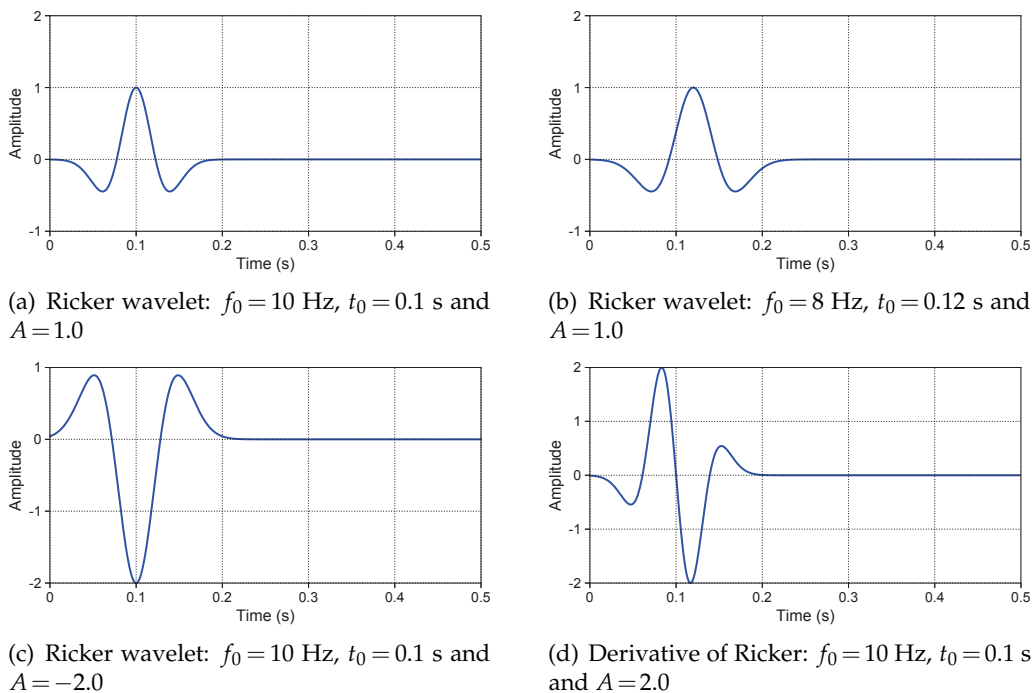 2
1
0
-1
Amplitude
0 0.1 0.2 0.3 0.4 0.5
Time (s)
(a) Ricker wavelet: f₀ = 10 Hz, t₀ = 0.1 s and
A = 1.0
2
1
0
-1
Amplitude
0 0.1 0.2 0.3 0.4 0.5
Time (s)
(b) Ricker wavelet: f₀ = 8 Hz, t₀ = 0.12 s and
A = 1.0
1
0
-1
-2
Amplitude
0 0.1 0.2 0.3 0.4 0.5
Time (s)
(c) Ricker wavelet: f₀ = 10 Hz, t₀ = 0.1 s and
A = −2.0
2
1
0
-1
-2
Amplitude
0 0.1 0.2 0.3 0.4 0.5
Time (s)
(d) Derivative of Ricker: f₀ = 10 Hz, t₀ = 0.1 s
and A = 2.0